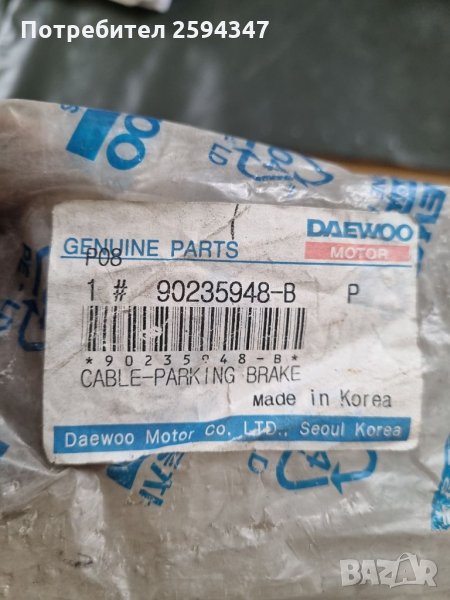 Потребител 2594347
DAEWOO
MOTOR
GENUINE PARTS
P08
1 # 90235948-B P
*90235948-B*
CABLE-PARKING BRAKE
Made in Korea
Daewoo Motor co. LTD., Seoul Korea
BAZAR